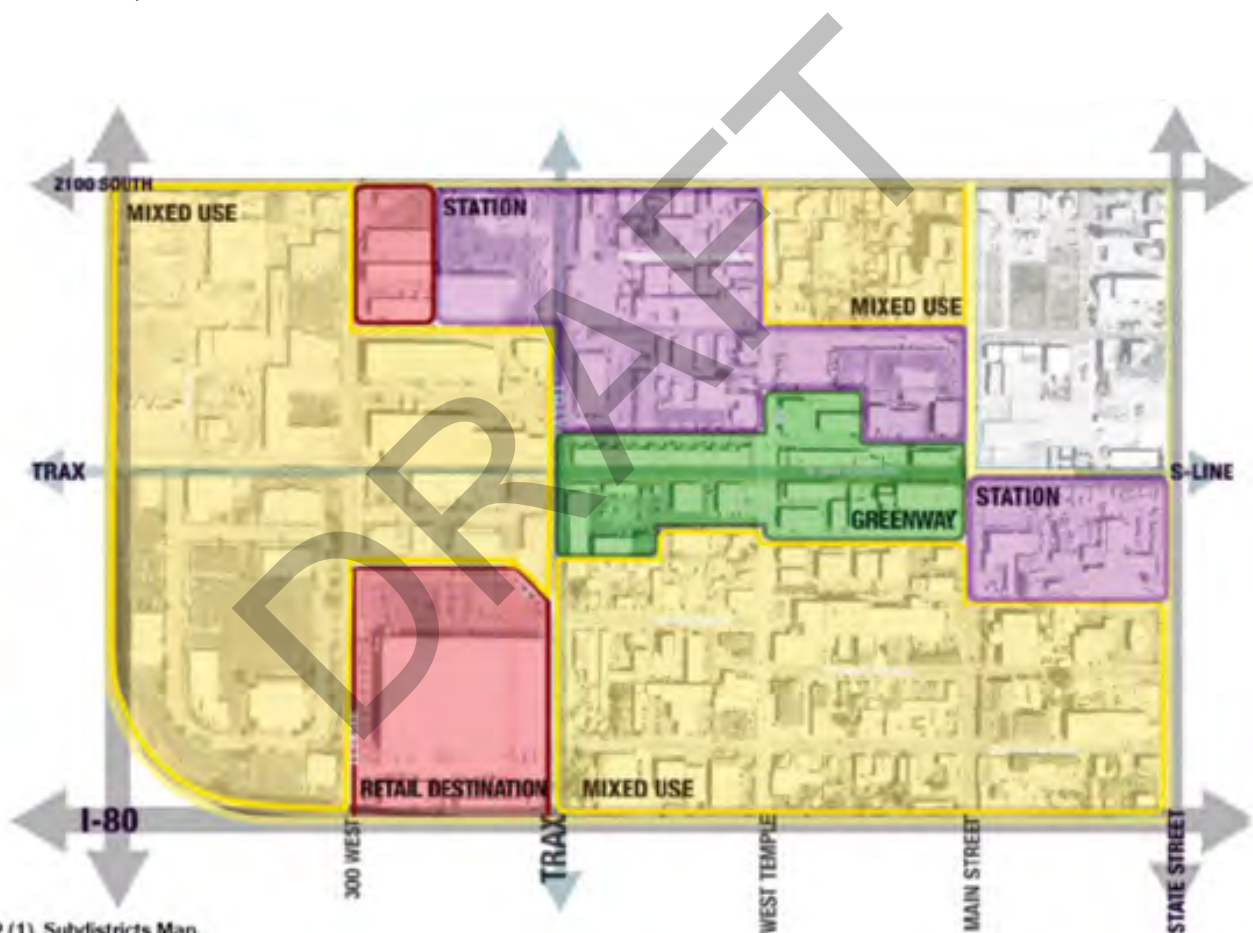 2100 SOUTH
MIXED USE
STATION
MIXED USE
TRAX
S-LINE
STATION
GREENWAY
RETAIL DESTINATION
MIXED USE
I-80
300 WEST
TRAX
WEST TEMPLE
MAIN STREET
STATE STREET
DRAFT
(1). Subdistricts Map.